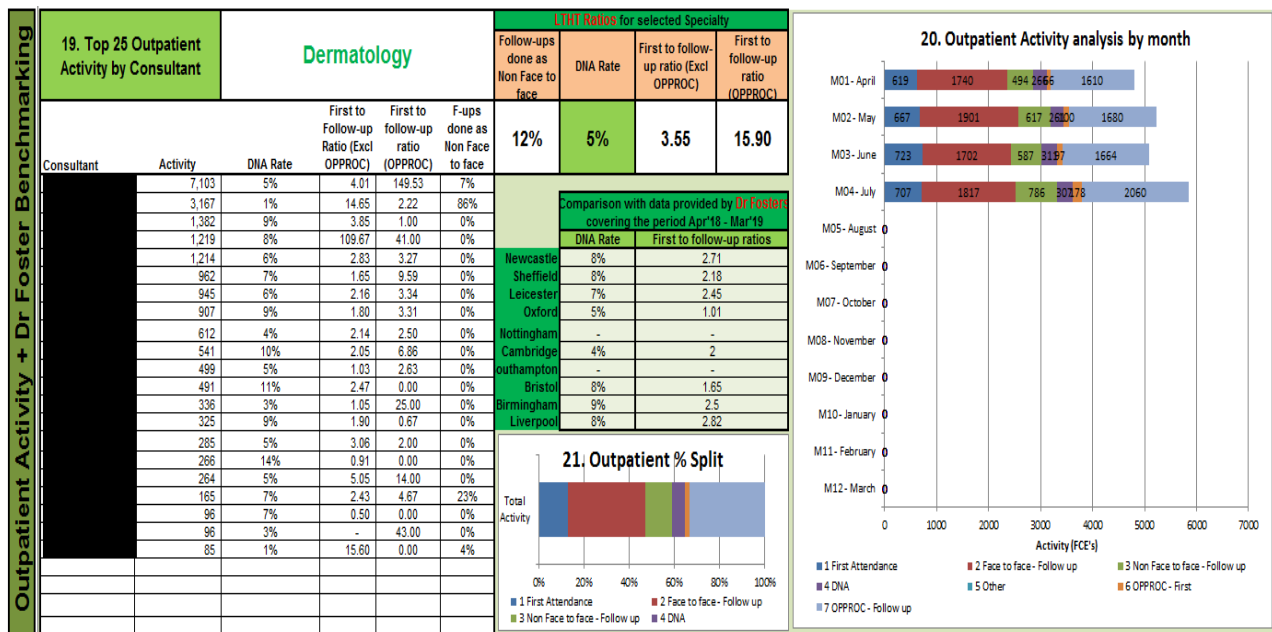 Outpatient Activity + Dr Foster Benchmarking
19. Top 25 Outpatient
Activity by Consultant
Dermatology
Consultant Activity DNA Rate First to Follow-up Ratio (Excl OPPROC) First to follow-up ratio (OPPROC) F-ups done as Non Face to face
7,103 5% 4.01 149.53 7%
3,167 1% 14.65 2.22 86%
1,382 9% 3.85 1.00 0%
1,219 8% 109.67 41.00 0%
1,214 6% 2.83 3.27 0%
962 7% 1.65 9.59 0%
945 6% 2.16 3.34 0%
907 9% 1.80 3.31 0%
612 4% 2.14 2.50 0%
541 10% 2.05 6.86 0%
499 5% 1.03 2.63 0%
491 11% 2.47 0.00 0%
336 3% 1.05 25.00 0%
325 9% 1.90 0.67 0%
285 5% 3.06 2.00 0%
266 14% 0.91 0.00 0%
264 5% 5.05 14.00 0%
165 7% 2.43 4.67 23%
96 7% 0.50 0.00 0%
96 3% - 43.00 0%
85 1% 15.60 0.00 4%
LTHT Ratios for selected Specialty
Follow-ups done as Non Face to face DNA Rate First to follow-up ratio (Excl OPPROC) First to follow-up ratio (OPPROC)
12% 5% 3.55 15.90
Comparison with data provided by Dr Fosters
covering the period Apr'18 - Mar'19
DNA Rate First to follow-up ratios
Newcastle 8% 2.71
Sheffield 8% 2.18
Leicester 7% 2.45
Oxford 5% 1.01
Nottingham - -
Cambridge 4% 2
outhampton - -
Bristol 8% 1.65
Birmingham 9% 2.5
Liverpool 8% 2.82
21. Outpatient % Split
Total
Activity
0% 20% 40% 60% 80% 100%
1 First Attendance 2 Face to face - Follow up
3 Non Face to face - Follow up 4 DNA
20. Outpatient Activity analysis by month
M01 - April 619 1740 494 266 66 1610
M02 - May 667 1901 617 261 100 1680
M03 - June 723 1702 587 311 97 1664
M04 - July 707 1817 786 307 178 2060
M05 - August 0
M06 - September 0
M07 - October 0
M08 - November 0
M09 - December 0
M10 - January 0
M11 - February 0
M12 - March 0
0 1000 2000 3000 4000 5000 6000 7000
Activity (FCE's)
1 First Attendance 2 Face to face - Follow up 3 Non Face to face - Follow up
4 DNA 5 Other 6 OPPROC - First
7 OPPROC - Follow up